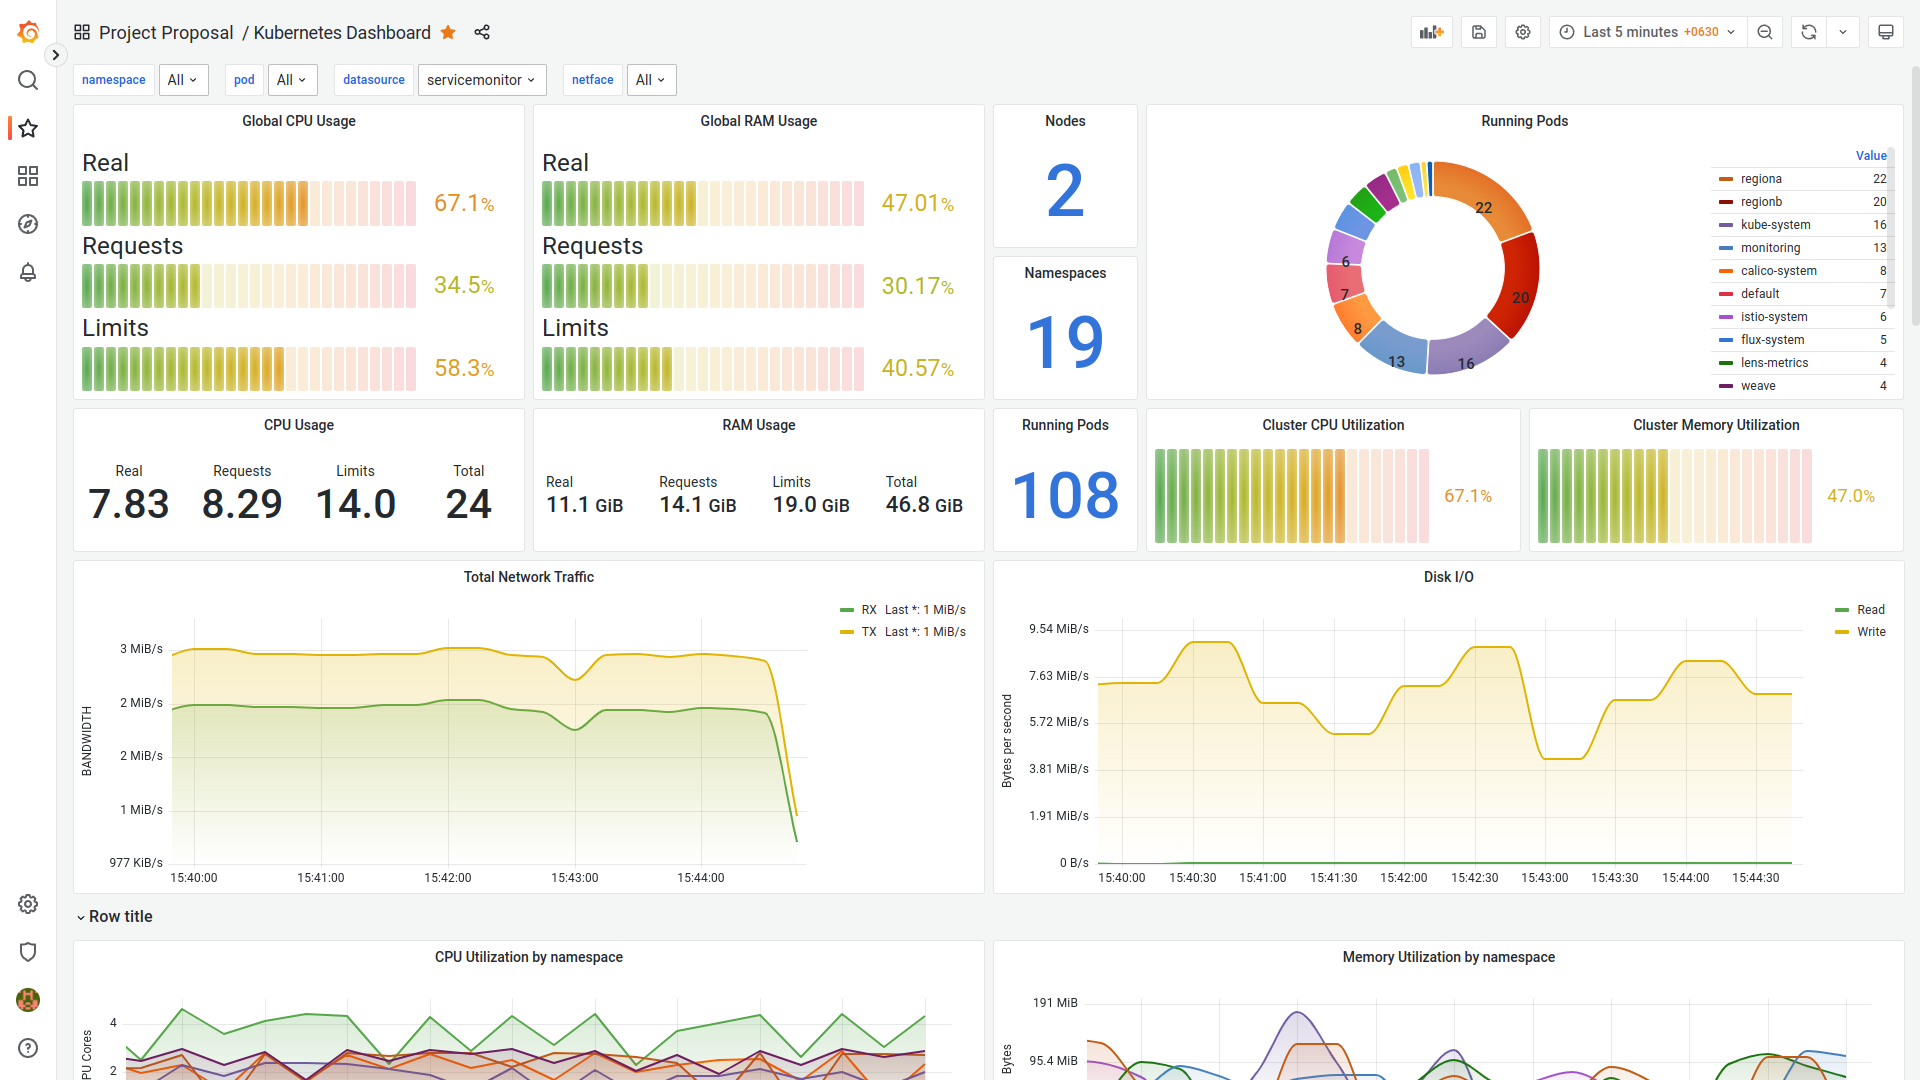 Project Proposal / Kubernetes Dashboard
Last 5 minutes +0630
namespace All pod All datasource servicemonitor netface All
Global CPU Usage
Real
67.1%
Requests
34.5%
Limits
58.3%
Global RAM Usage
Real
47.01%
Requests
30.17%
Limits
40.57%
Nodes
2
Namespaces
19
Running Pods
22
20
16
13
8
7
6
Value
regiona 22
regionb 20
kube-system 16
monitoring 13
calico-system 8
default 7
istio-system 6
flux-system 5
lens-metrics 4
weave 4
CPU Usage
Real Requests Limits Total
7.83 8.29 14.0 24
RAM Usage
Real Requests Limits Total
11.1 GiB 14.1 GiB 19.0 GiB 46.8 GiB
Running Pods
108
Cluster CPU Utilization
67.1%
Cluster Memory Utilization
47.0%
Total Network Traffic
RX Last *: 1 MiB/s
TX Last *: 1 MiB/s
BANDWIDTH
3 MiB/s
2 MiB/s
2 MiB/s
1 MiB/s
977 KiB/s
15:40:00 15:41:00 15:42:00 15:43:00 15:44:00
Disk I/O
Read
Write
Bytes per second
9.54 MiB/s
7.63 MiB/s
5.72 MiB/s
3.81 MiB/s
1.91 MiB/s
0 B/s
15:40:00 15:40:30 15:41:00 15:41:30 15:42:00 15:42:30 15:43:00 15:43:30 15:44:00 15:44:30
Row title
CPU Utilization by namespace
4
2
PU Cores
Memory Utilization by namespace
191 MiB
95.4 MiB
Bytes